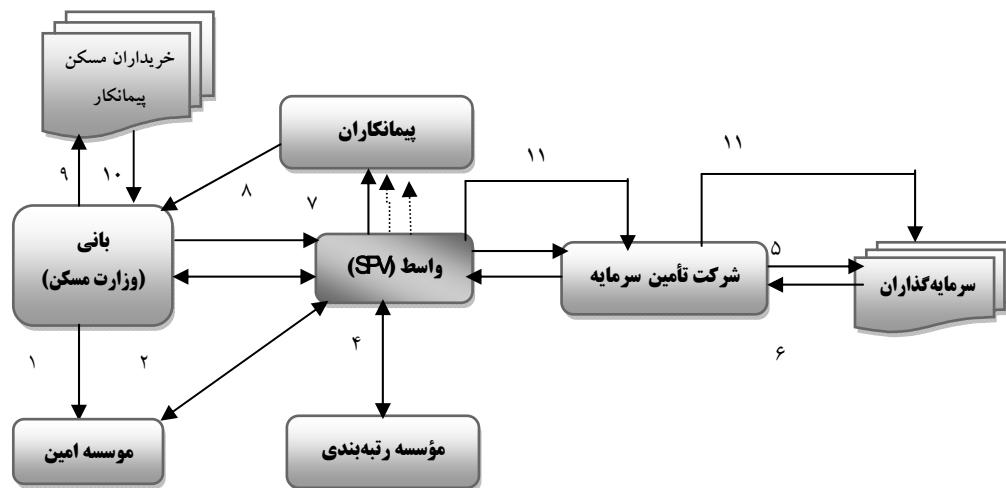 خریداران مسکن
پیمانکار
پیمانکاران
۱۱
۱۱
۹
۱۰
۸
۷
بانی
(وزارت مسکن)
واسط (SPV)
شرکت تأمین سرمایه
۵
سرمایه‌گذاران
۱
۲
۴
۶
موسسه امین
مؤسسه رتبه‌بندی